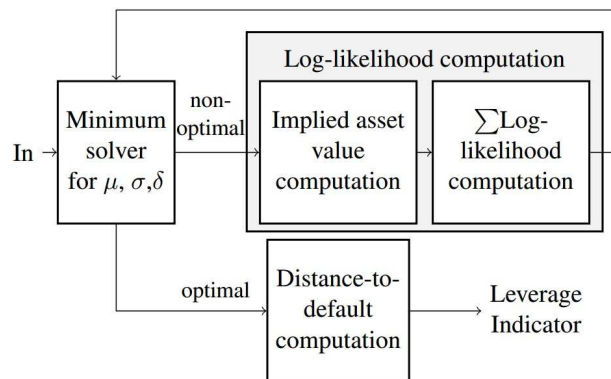 Log-likelihood computation
In
Minimum
solver
for μ, σ,δ
non-
optimal
Implied asset
value
computation
∑Log-
likelihood
computation
optimal
Distance-to-
default
computation
Leverage
Indicator